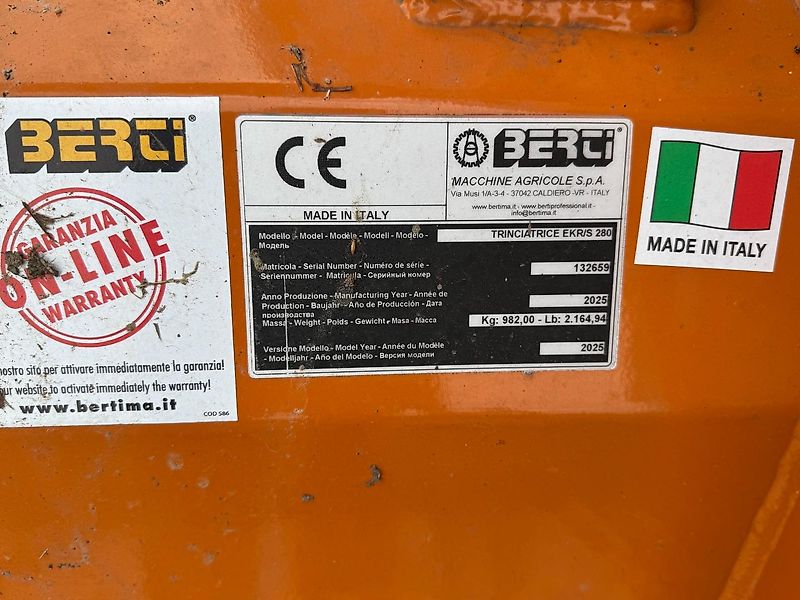 BERTI®
GARANZIA
ON-LINE
WARRANTY
nostro sito per attivare immediatamente la garanzia!
our website to activate immediately the warranty!
www.bertima.it
COD 586
CE
MADE IN ITALY
BERTI®
MACCHINE AGRICOLE S.p.A.
Via Musi 1/A-3-4 - 37042 CALDIERO -VR - ITALY
www.bertima.it - www.bertiprofessional.it -
info@bertima.it
Modello - Model - Modèle - Modell - Modelo -
Модель
TRINCIATRICE EKR/S 280
Matricola - Serial Number - Numéro de série -
Seriennummer - Matrícula - Серийный номер
132659
Anno Produzione - Manufacturing Year - Année de
Production - Baujahr - Año de Producción - Дата
производства
2025
Massa - Weight - Poids - Gewicht - Masa - Масса
Kg: 982,00 - Lb: 2.164,94
Versione Modello - Model Year - Année du Modèle
- Modelljahr - Año del Modelo - Версия модели
2025
MADE IN ITALY